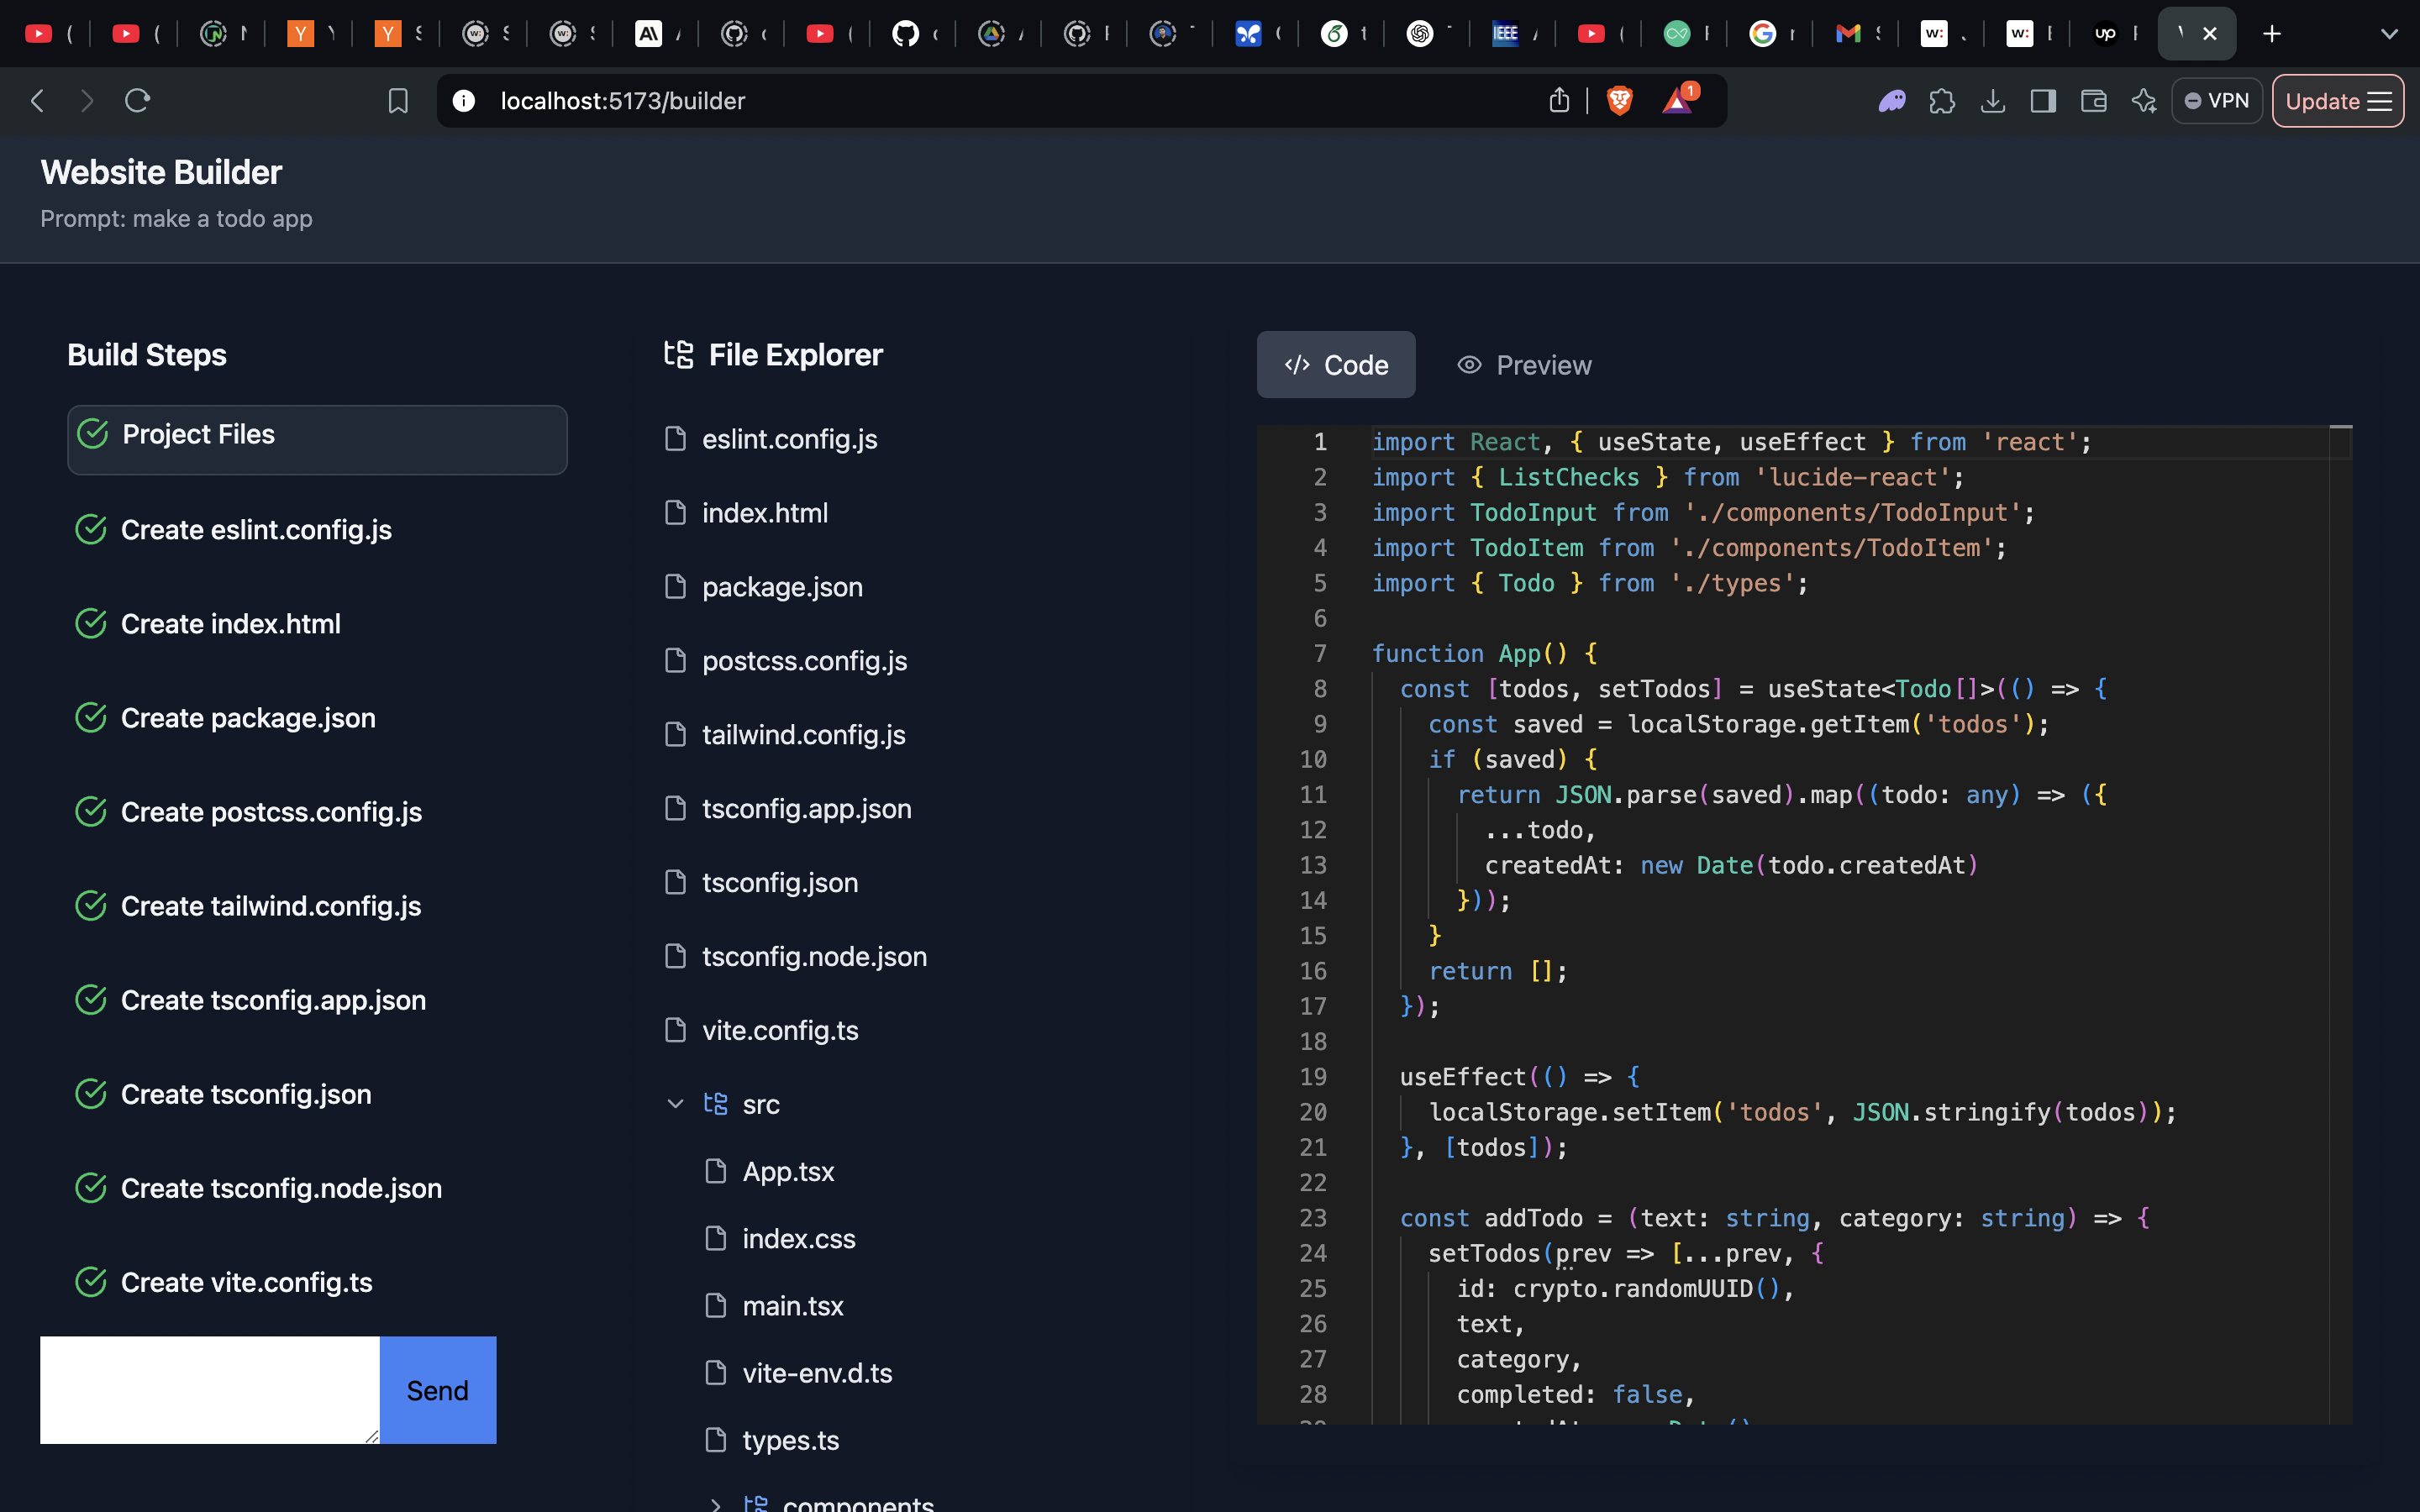 localhost:5173/builder
1
VPN
Update
Website Builder
Prompt: make a todo app
Build Steps
Project Files
Create eslint.config.js
Create index.html
Create package.json
Create postcss.config.js
Create tailwind.config.js
Create tsconfig.app.json
Create tsconfig.json
Create tsconfig.node.json
Create vite.config.ts
Send
File Explorer
eslint.config.js
index.html
package.json
postcss.config.js
tailwind.config.js
tsconfig.app.json
tsconfig.json
tsconfig.node.json
vite.config.ts
src
App.tsx
index.css
main.tsx
vite-env.d.ts
types.ts
components
Code
Preview
1 import React, { useState, useEffect } from 'react';
2 import { ListChecks } from 'lucide-react';
3 import TodoInput from './components/TodoInput';
4 import TodoItem from './components/TodoItem';
5 import { Todo } from './types';
6
7 function App() {
8 const [todos, setTodos] = useState<Todo[]>(() => {
9 const saved = localStorage.getItem('todos');
10 if (saved) {
11 return JSON.parse(saved).map((todo: any) => ({
12 ...todo,
13 createdAt: new Date(todo.createdAt)
14 }));
15 }
16 return [];
17 });
18
19 useEffect(() => {
20 localStorage.setItem('todos', JSON.stringify(todos));
21 }, [todos]);
22
23 const addTodo = (text: string, category: string) => {
24 setTodos(prev => [...prev, {
25 id: crypto.randomUUID(),
26 text,
27 category,
28 completed: false,